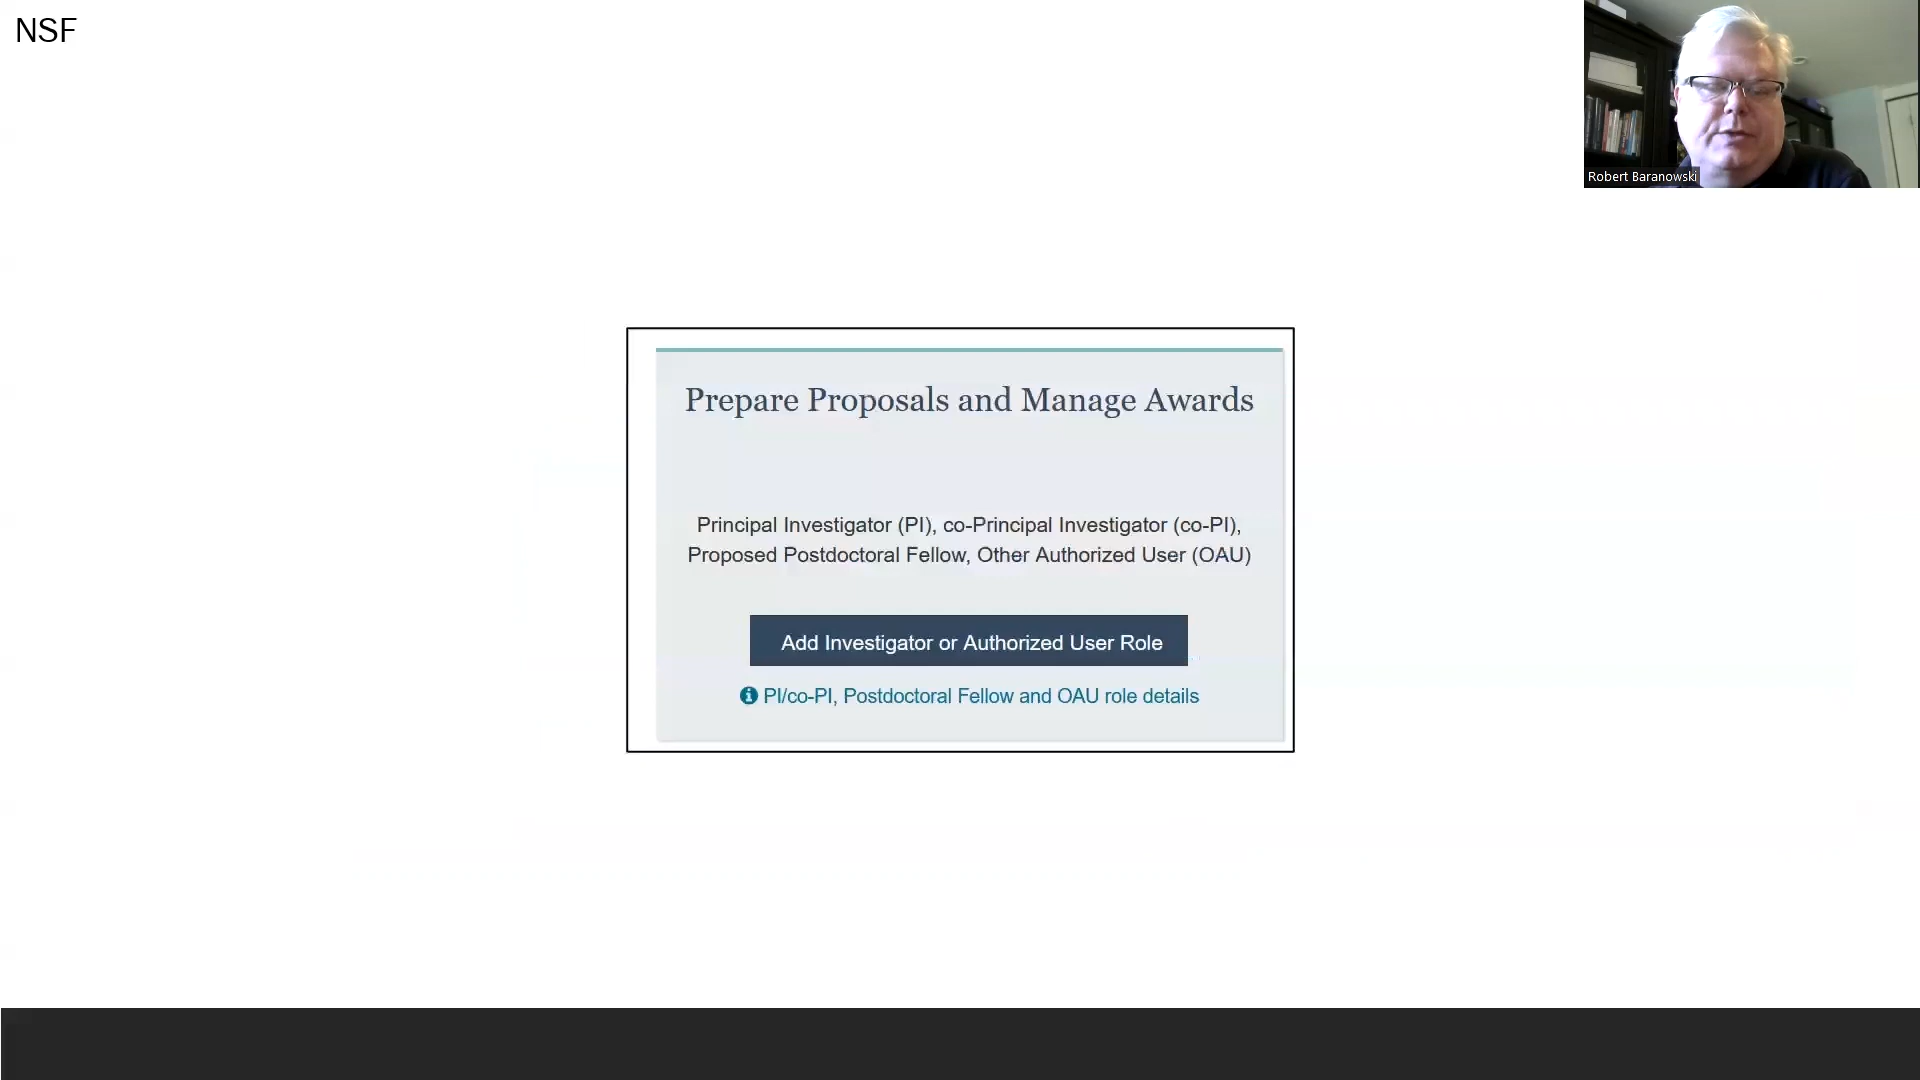 NSF
Robert Baranowski
Prepare Proposals and Manage Awards
Principal Investigator (PI), co-Principal Investigator (co-PI),
Proposed Postdoctoral Fellow, Other Authorized User (OAU)
Add Investigator or Authorized User Role
PI/co-PI, Postdoctoral Fellow and OAU role details